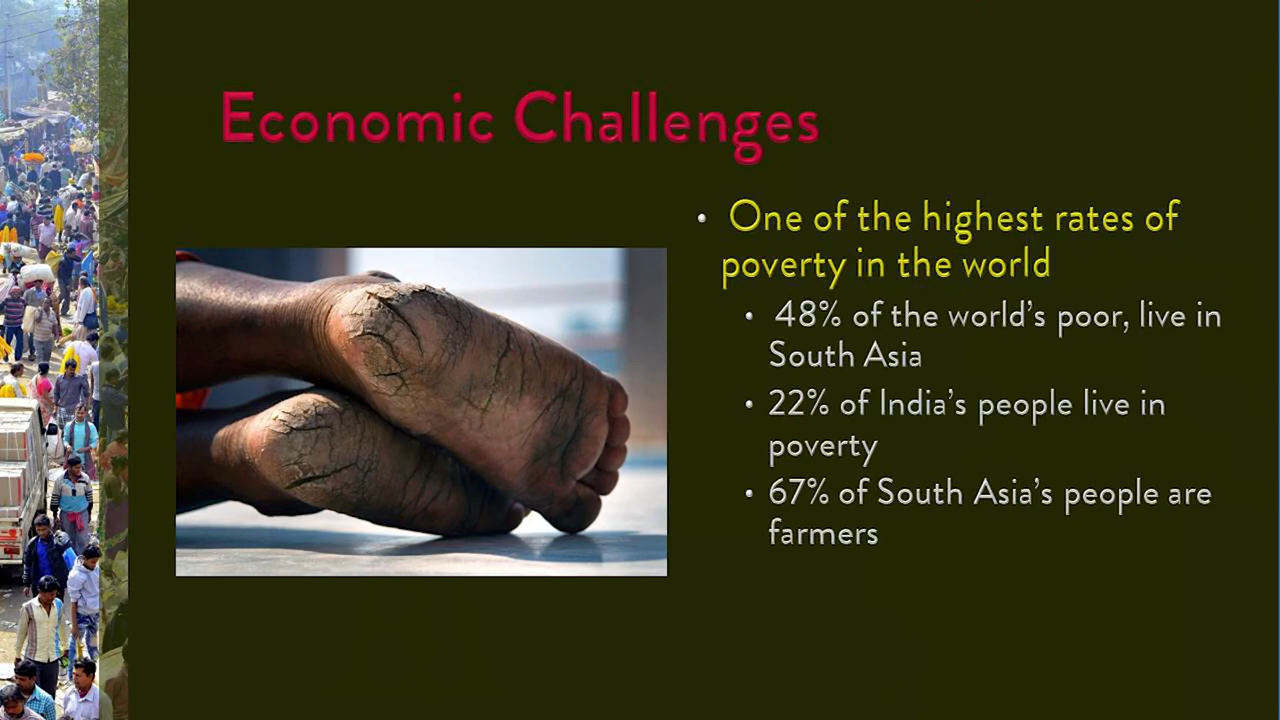 Economic Challenges
• One of the highest rates of
poverty in the world
• 48% of the world's poor, live in
South Asia
• 22% of India's people live in
poverty
• 67% of South Asia's people are
farmers